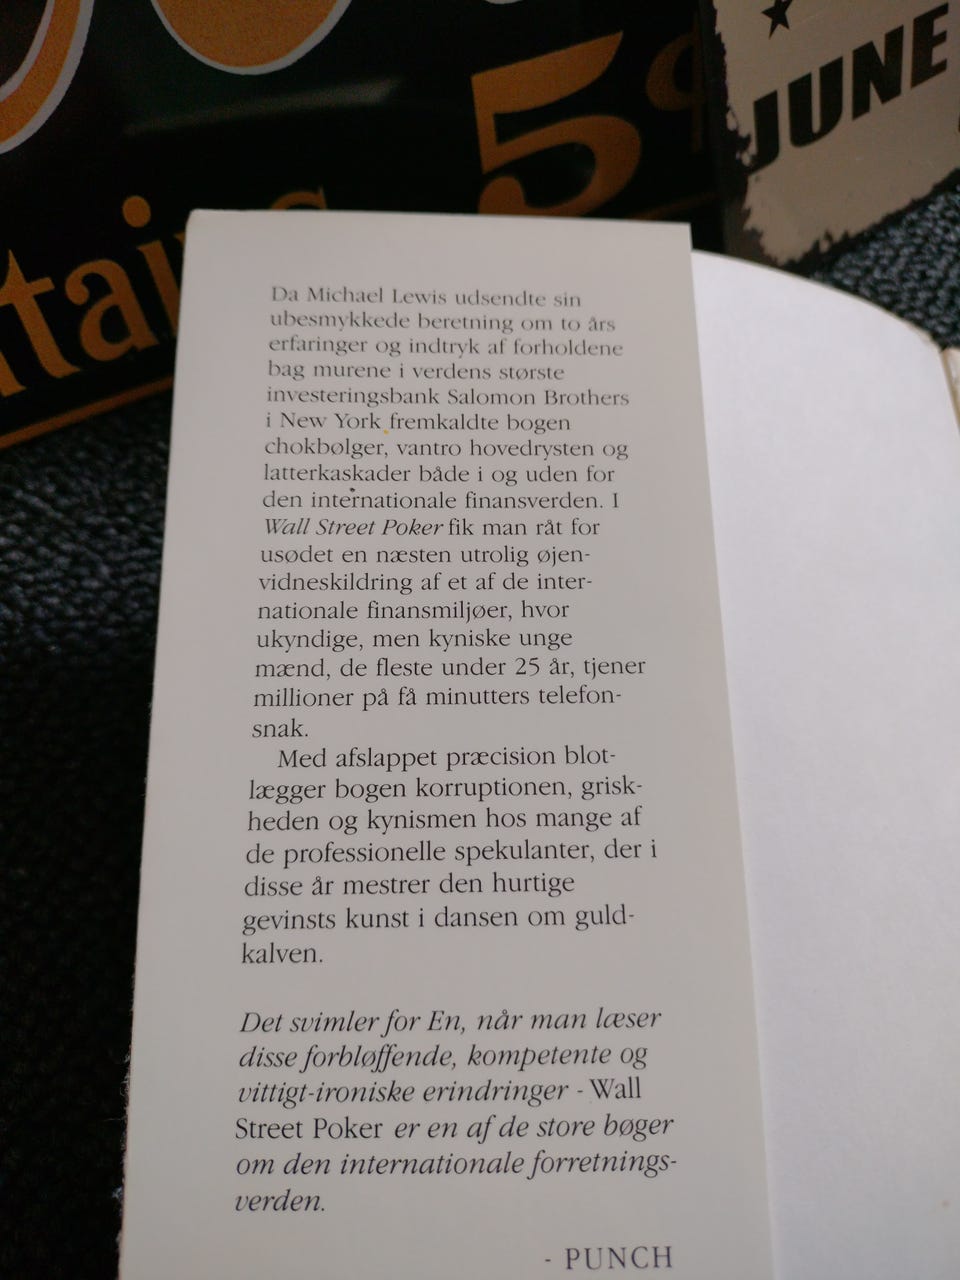 5¢
JUNE
Da Michael Lewis udsendte sin
ubesmykkede beretning om to års
erfaringer og indtryk af forholdene
bag murene i verdens største
investeringsbank Salomon Brothers
i New York fremkaldte bogen
chokbølger, vantro hovedrysten og
latterkaskader både i og uden for
den internationale finansverden. I
Wall Street Poker fik man råt for
usødet en næsten utrolig øjen-
vidneskildring af et af de inter-
nationale finansmiljøer, hvor
ukyndige, men kyniske unge
mænd, de fleste under 25 år, tjener
millioner på få minutters telefon-
snak.
Med afslappet præcision blot-
lægger bogen korruptionen, grisk-
heden og kynismen hos mange af
de professionelle spekulanter, der i
disse år mestrer den hurtige
gevinsts kunst i dansen om guld-
kalven.
Det svimler for En, når man læser
disse forbløffende, kompetente og
vittigt-ironiske erindringer - Wall
Street Poker er en af de store bøger
om den internationale forretnings-
verden.
- PUNCH